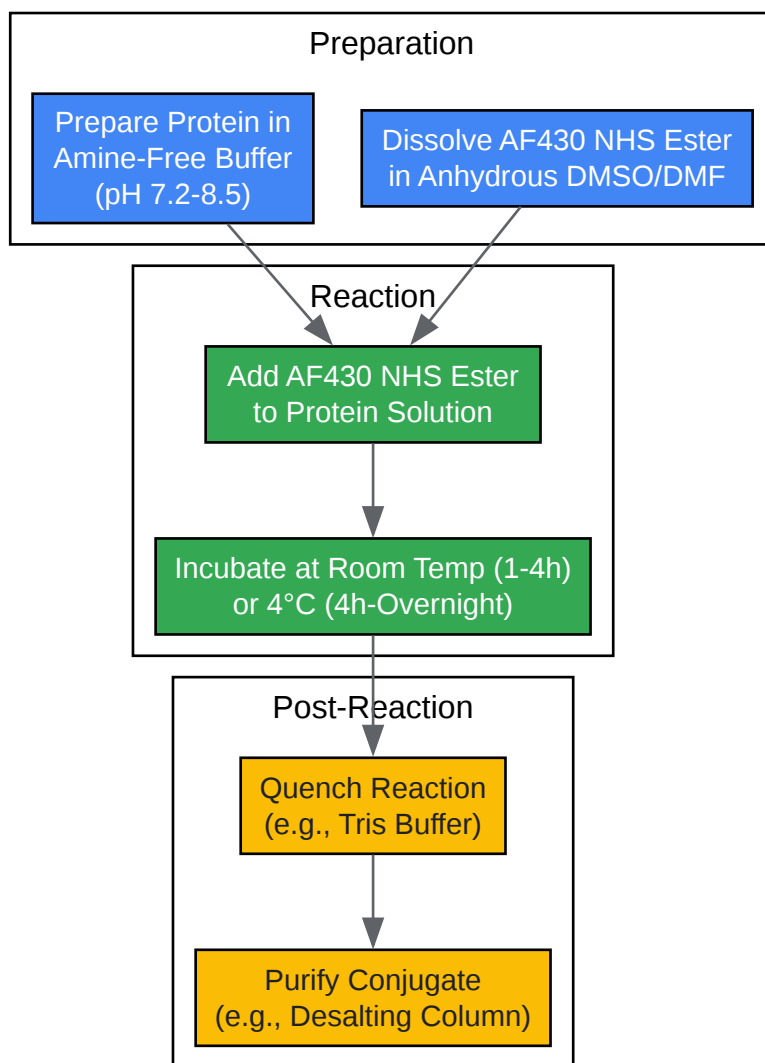 Preparation
Prepare Protein in
Amine-Free Buffer
(pH 7.2-8.5)
Dissolve AF430 NHS Ester
in Anhydrous DMSO/DMF
Reaction
Add AF430 NHS Ester
to Protein Solution
Incubate at Room Temp (1-4h)
or 4°C (4h-Overnight)
Post-Reaction
Quench Reaction
(e.g., Tris Buffer)
Purify Conjugate
(e.g., Desalting Column)